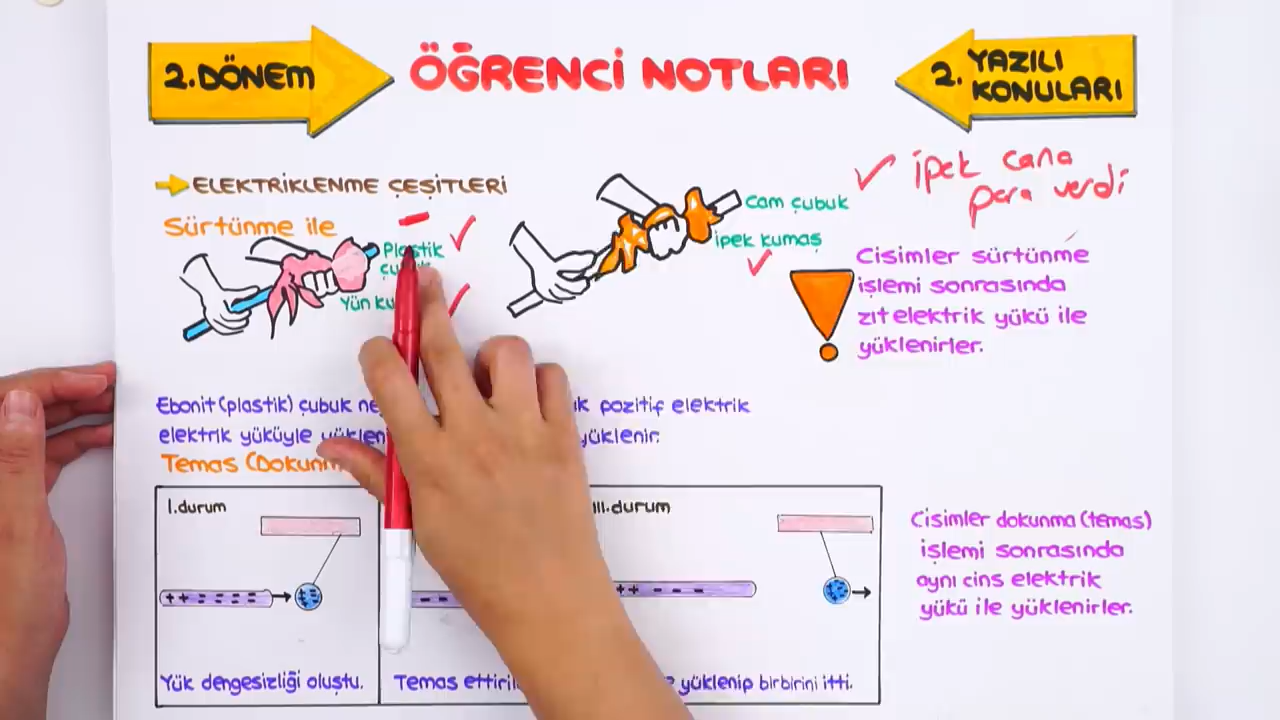 2.DÖNEM
ÖĞRENCİ NOTLARI
2. YAZILI
KONULARI
ipek cana
para verdi
ELEKTRİKLENME ÇEŞİTLERİ
Sürtünme ile
Plastik
Yün
Cam çubuk
ipek kumaş
Cisimler sürtünme
işlemi sonrasında
zıt elektrik yükü ile
yüklenirler.
Ebonit (plastik) çubuk
pozitif elektrik
elektrik yüküyle
yüklenir.
Temas
I.durum
III.durum
++ ----
--
++ - - -
Cisimler dokunma (temas)
işlemi sonrasında
aynı cins elektrik
yükü ile yüklenirler.
Yük dengesizliği oluştu.
Temas
yüklenip birbirini itti.